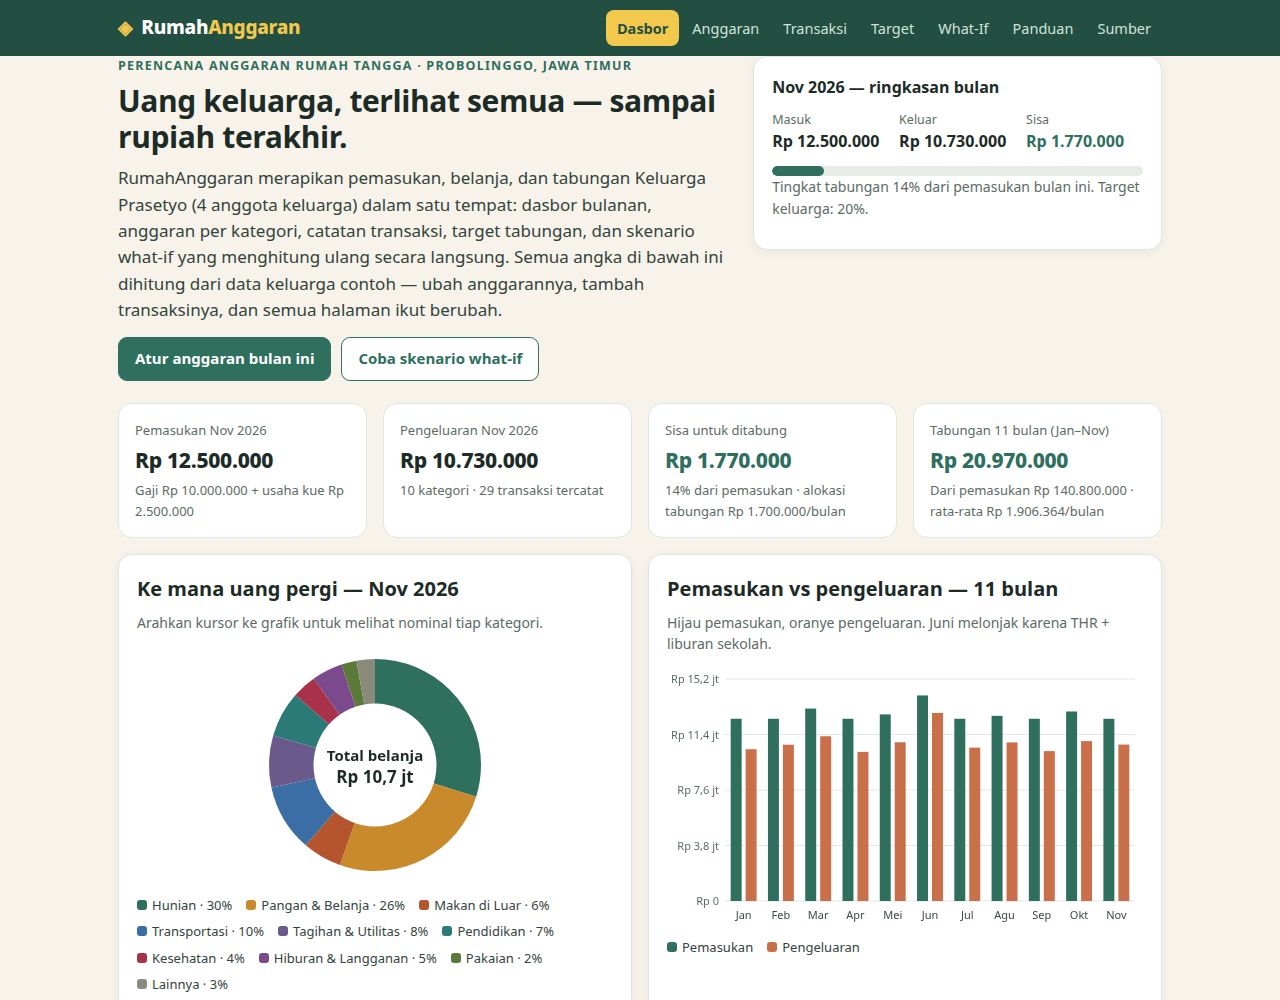 ◈ RumahAnggaran
Dasbor
Anggaran
Transaksi
Target
What-If
Panduan
Sumber
PERENCANA ANGGARAN RUMAH TANGGA · PROBOLINGGO, JAWA TIMUR
Uang keluarga, terlihat semua — sampai
rupiah terakhir.
RumahAnggaran merapikan pemasukan, belanja, dan tabungan Keluarga
Prasetyo (4 anggota keluarga) dalam satu tempat: dasbor bulanan,
anggaran per kategori, catatan transaksi, target tabungan, dan skenario
what-if yang menghitung ulang secara langsung. Semua angka di bawah ini
dihitung dari data keluarga contoh — ubah anggarannya, tambah
transaksinya, dan semua halaman ikut berubah.
Atur anggaran bulan ini
Coba skenario what-if
Nov 2026 — ringkasan bulan
Masuk
Rp 12.500.000
Keluar
Rp 10.730.000
Sisa
Rp 1.770.000
Tingkat tabungan 14% dari pemasukan bulan ini. Target
keluarga: 20%.
Pemasukan Nov 2026
Rp 12.500.000
Gaji Rp 10.000.000 + usaha kue Rp
2.500.000
Pengeluaran Nov 2026
Rp 10.730.000
10 kategori · 29 transaksi tercatat
Sisa untuk ditabung
Rp 1.770.000
14% dari pemasukan · alokasi
tabungan Rp 1.700.000/bulan
Tabungan 11 bulan (Jan–Nov)
Rp 20.970.000
Dari pemasukan Rp 140.800.000 ·
rata-rata Rp 1.906.364/bulan
Ke mana uang pergi — Nov 2026
Arahkan kursor ke grafik untuk melihat nominal tiap kategori.
Total belanja
Rp 10,7 jt
Hunian · 30%
Pangan & Belanja · 26%
Makan di Luar · 6%
Transportasi · 10%
Tagihan & Utilitas · 8%
Pendidikan · 7%
Kesehatan · 4%
Hiburan & Langganan · 5%
Pakaian · 2%
Lainnya · 3%
Pemasukan vs pengeluaran — 11 bulan
Hijau pemasukan, oranye pengeluaran. Juni melonjak karena THR +
liburan sekolah.
Rp 15,2 jt
Rp 11,4 jt
Rp 7,6 jt
Rp 3,8 jt
Rp 0
Jan Feb Mar Apr Mei Jun Jul Agu Sep Okt Nov
Pemasukan
Pengeluaran